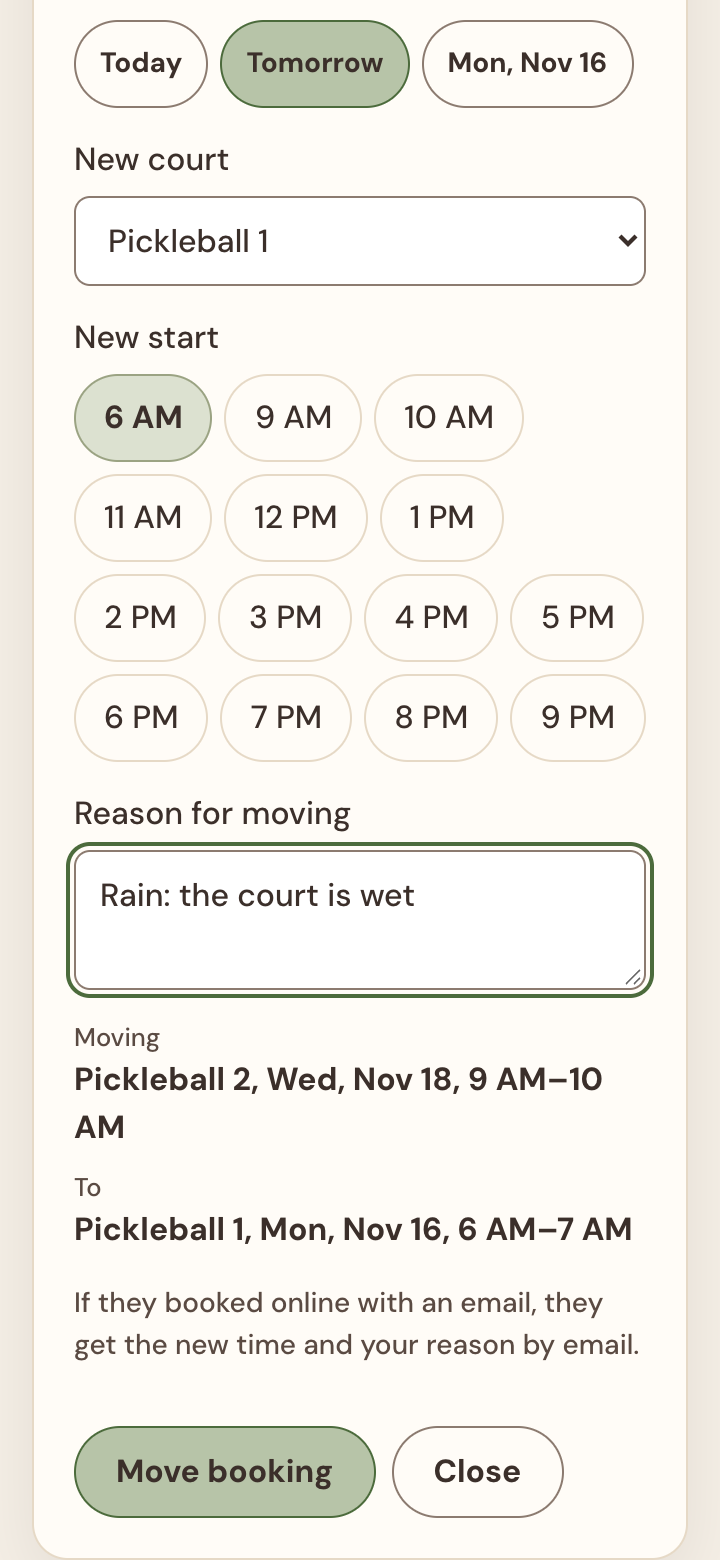 Today Tomorrow Mon, Nov 16
New court
Pickleball 1
New start
6 AM 9 AM 10 AM
11 AM 12 PM 1 PM
2 PM 3 PM 4 PM 5 PM
6 PM 7 PM 8 PM 9 PM
Reason for moving
Rain: the court is wet
Moving
Pickleball 2, Wed, Nov 18, 9 AM–10
AM
To
Pickleball 1, Mon, Nov 16, 6 AM–7 AM
If they booked online with an email, they
get the new time and your reason by email.
Move booking Close